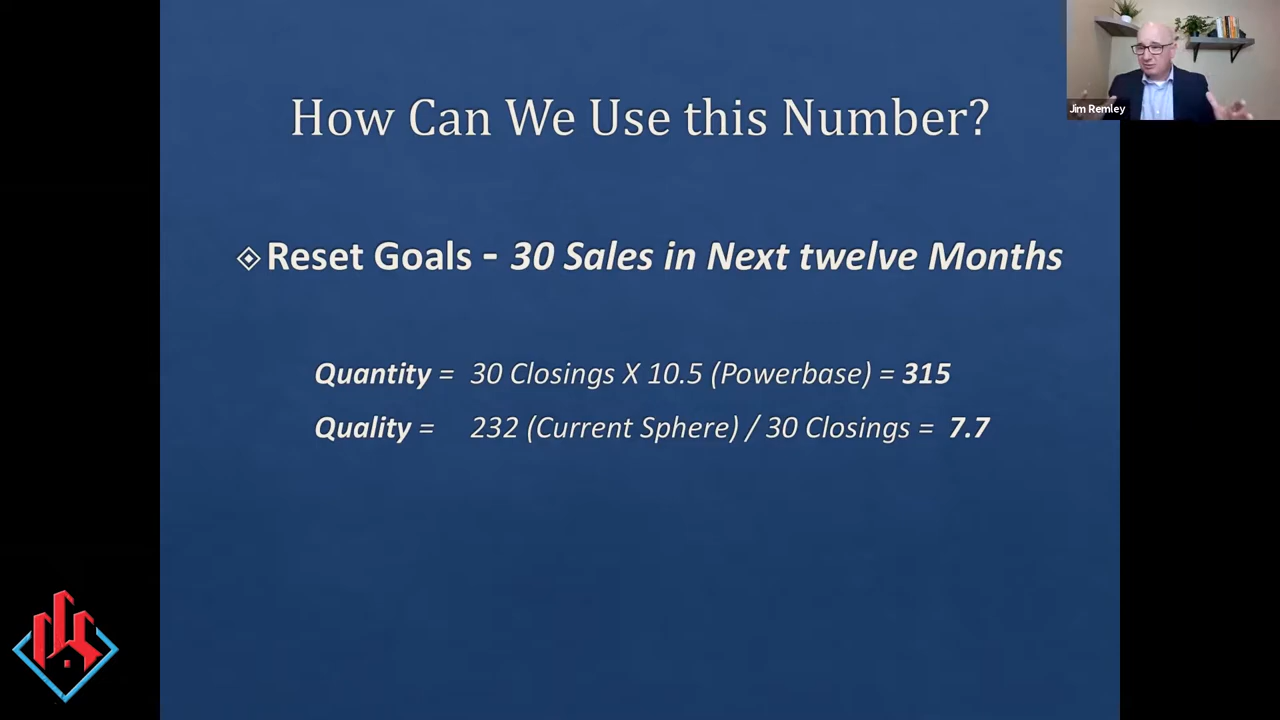 How Can We Use this Number?
Reset Goals - 30 Sales in Next twelve Months
Quantity = 30 Closings X 10.5 (Powerbase) = 315
Quality = 232 (Current Sphere) / 30 Closings = 7.7
Jim Remley